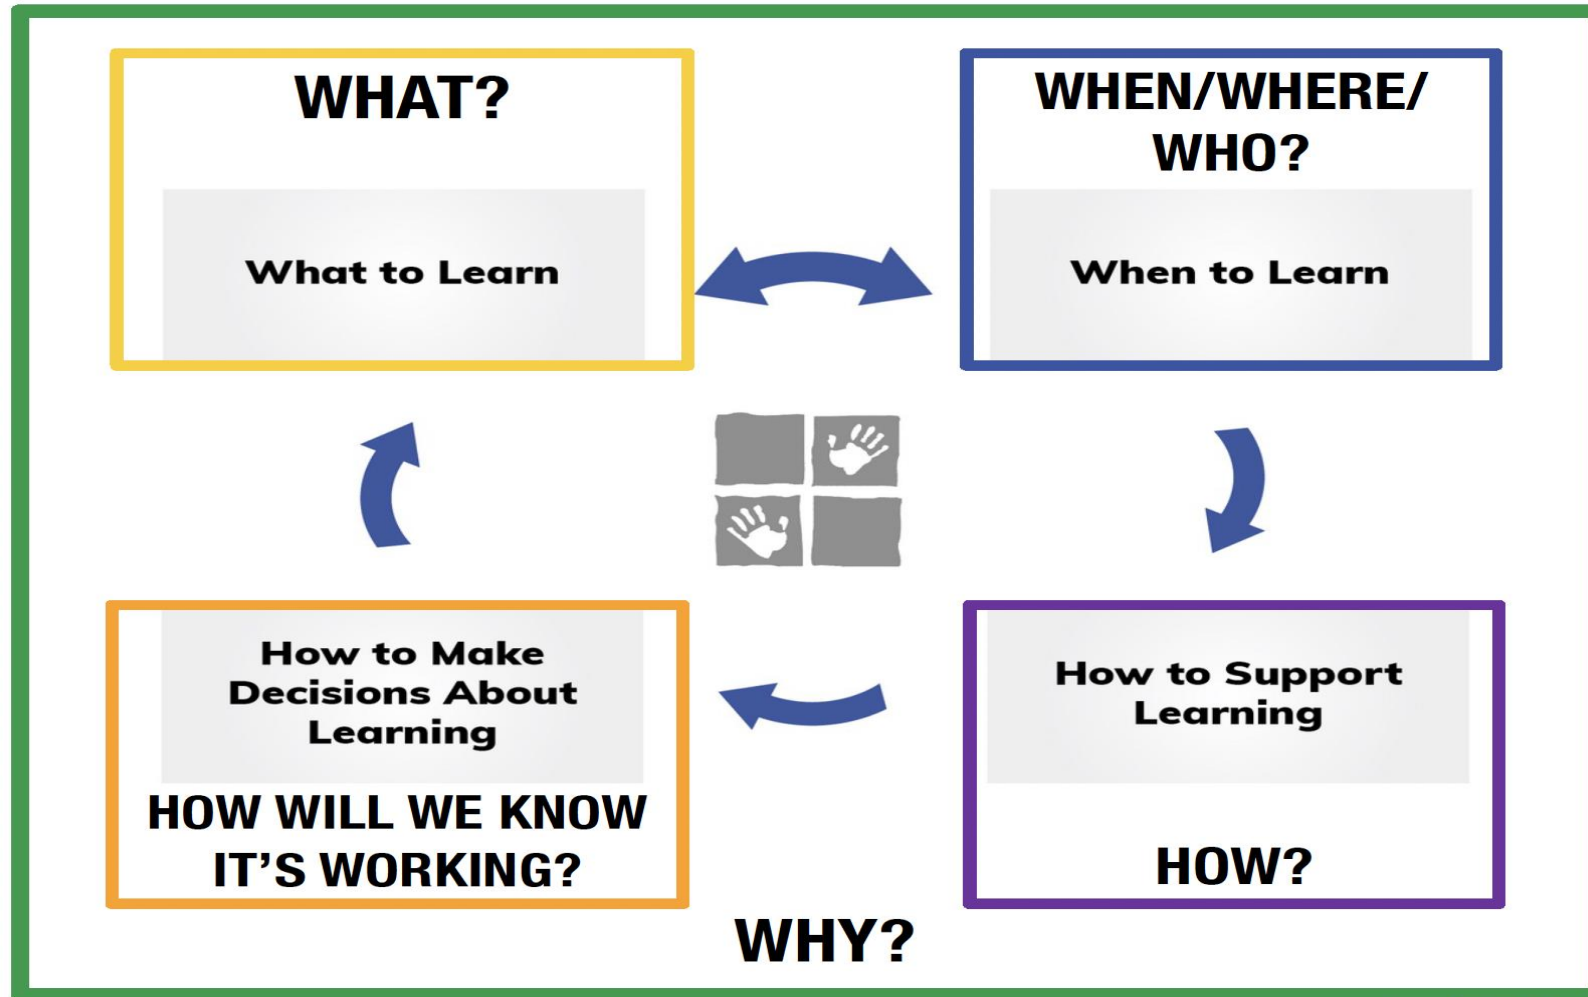 WHAT?
What to Learn
WHEN/WHERE/
WHO?
When to Learn
How to Make
Decisions About
Learning
HOW WILL WE KNOW
IT’S WORKING?
How to Support
Learning
HOW?
WHY?